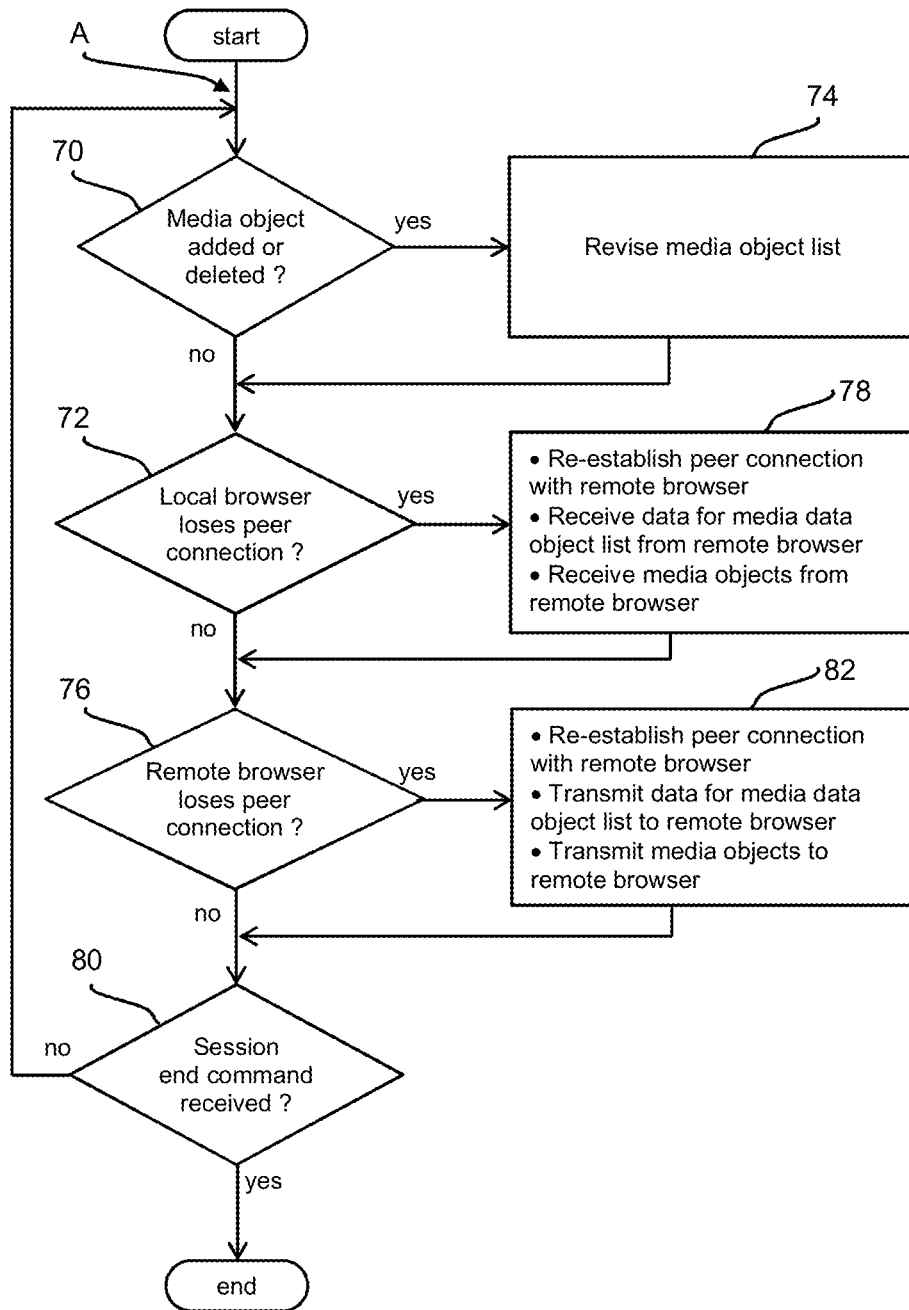 start
A
70
74
Media object
added or
deleted ?
yes
Revise media object list
no
72
78
Local browser
loses peer
connection ?
yes
• Re-establish peer connection
with remote browser
• Receive data for media data
object list from remote browser
• Receive media objects from
remote browser
no
76
82
Remote browser
loses peer
connection ?
yes
• Re-establish peer connection
with remote browser
• Transmit data for media data
object list to remote browser
• Transmit media objects to
remote browser
no
80
no
Session
end command
received ?
yes
end